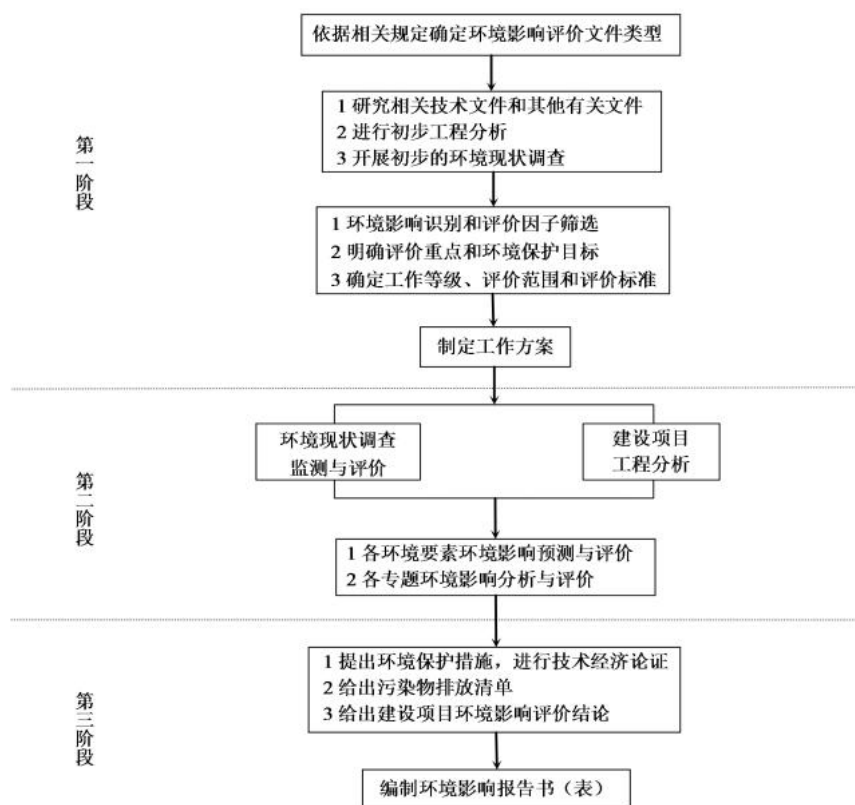 依据相关规定确定环境影响评价文件类型
1 研究相关技术文件和其他有关文件
2 进行初步工程分析
3 开展初步的环境现状调查
第一阶段
1 环境影响识别和评价因子筛选
2 明确评价重点和环境保护目标
3 确定工作等级、评价范围和评价标准
制定工作方案
环境现状调查
监测与评价
建设项目
工程分析
第二阶段
1 各环境要素环境影响预测与评价
2 各专题环境影响分析与评价
1 提出环境保护措施，进行技术经济论证
2 给出污染物排放清单
3 给出建设项目环境影响评价结论
第三阶段
编制环境影响报告书（表）